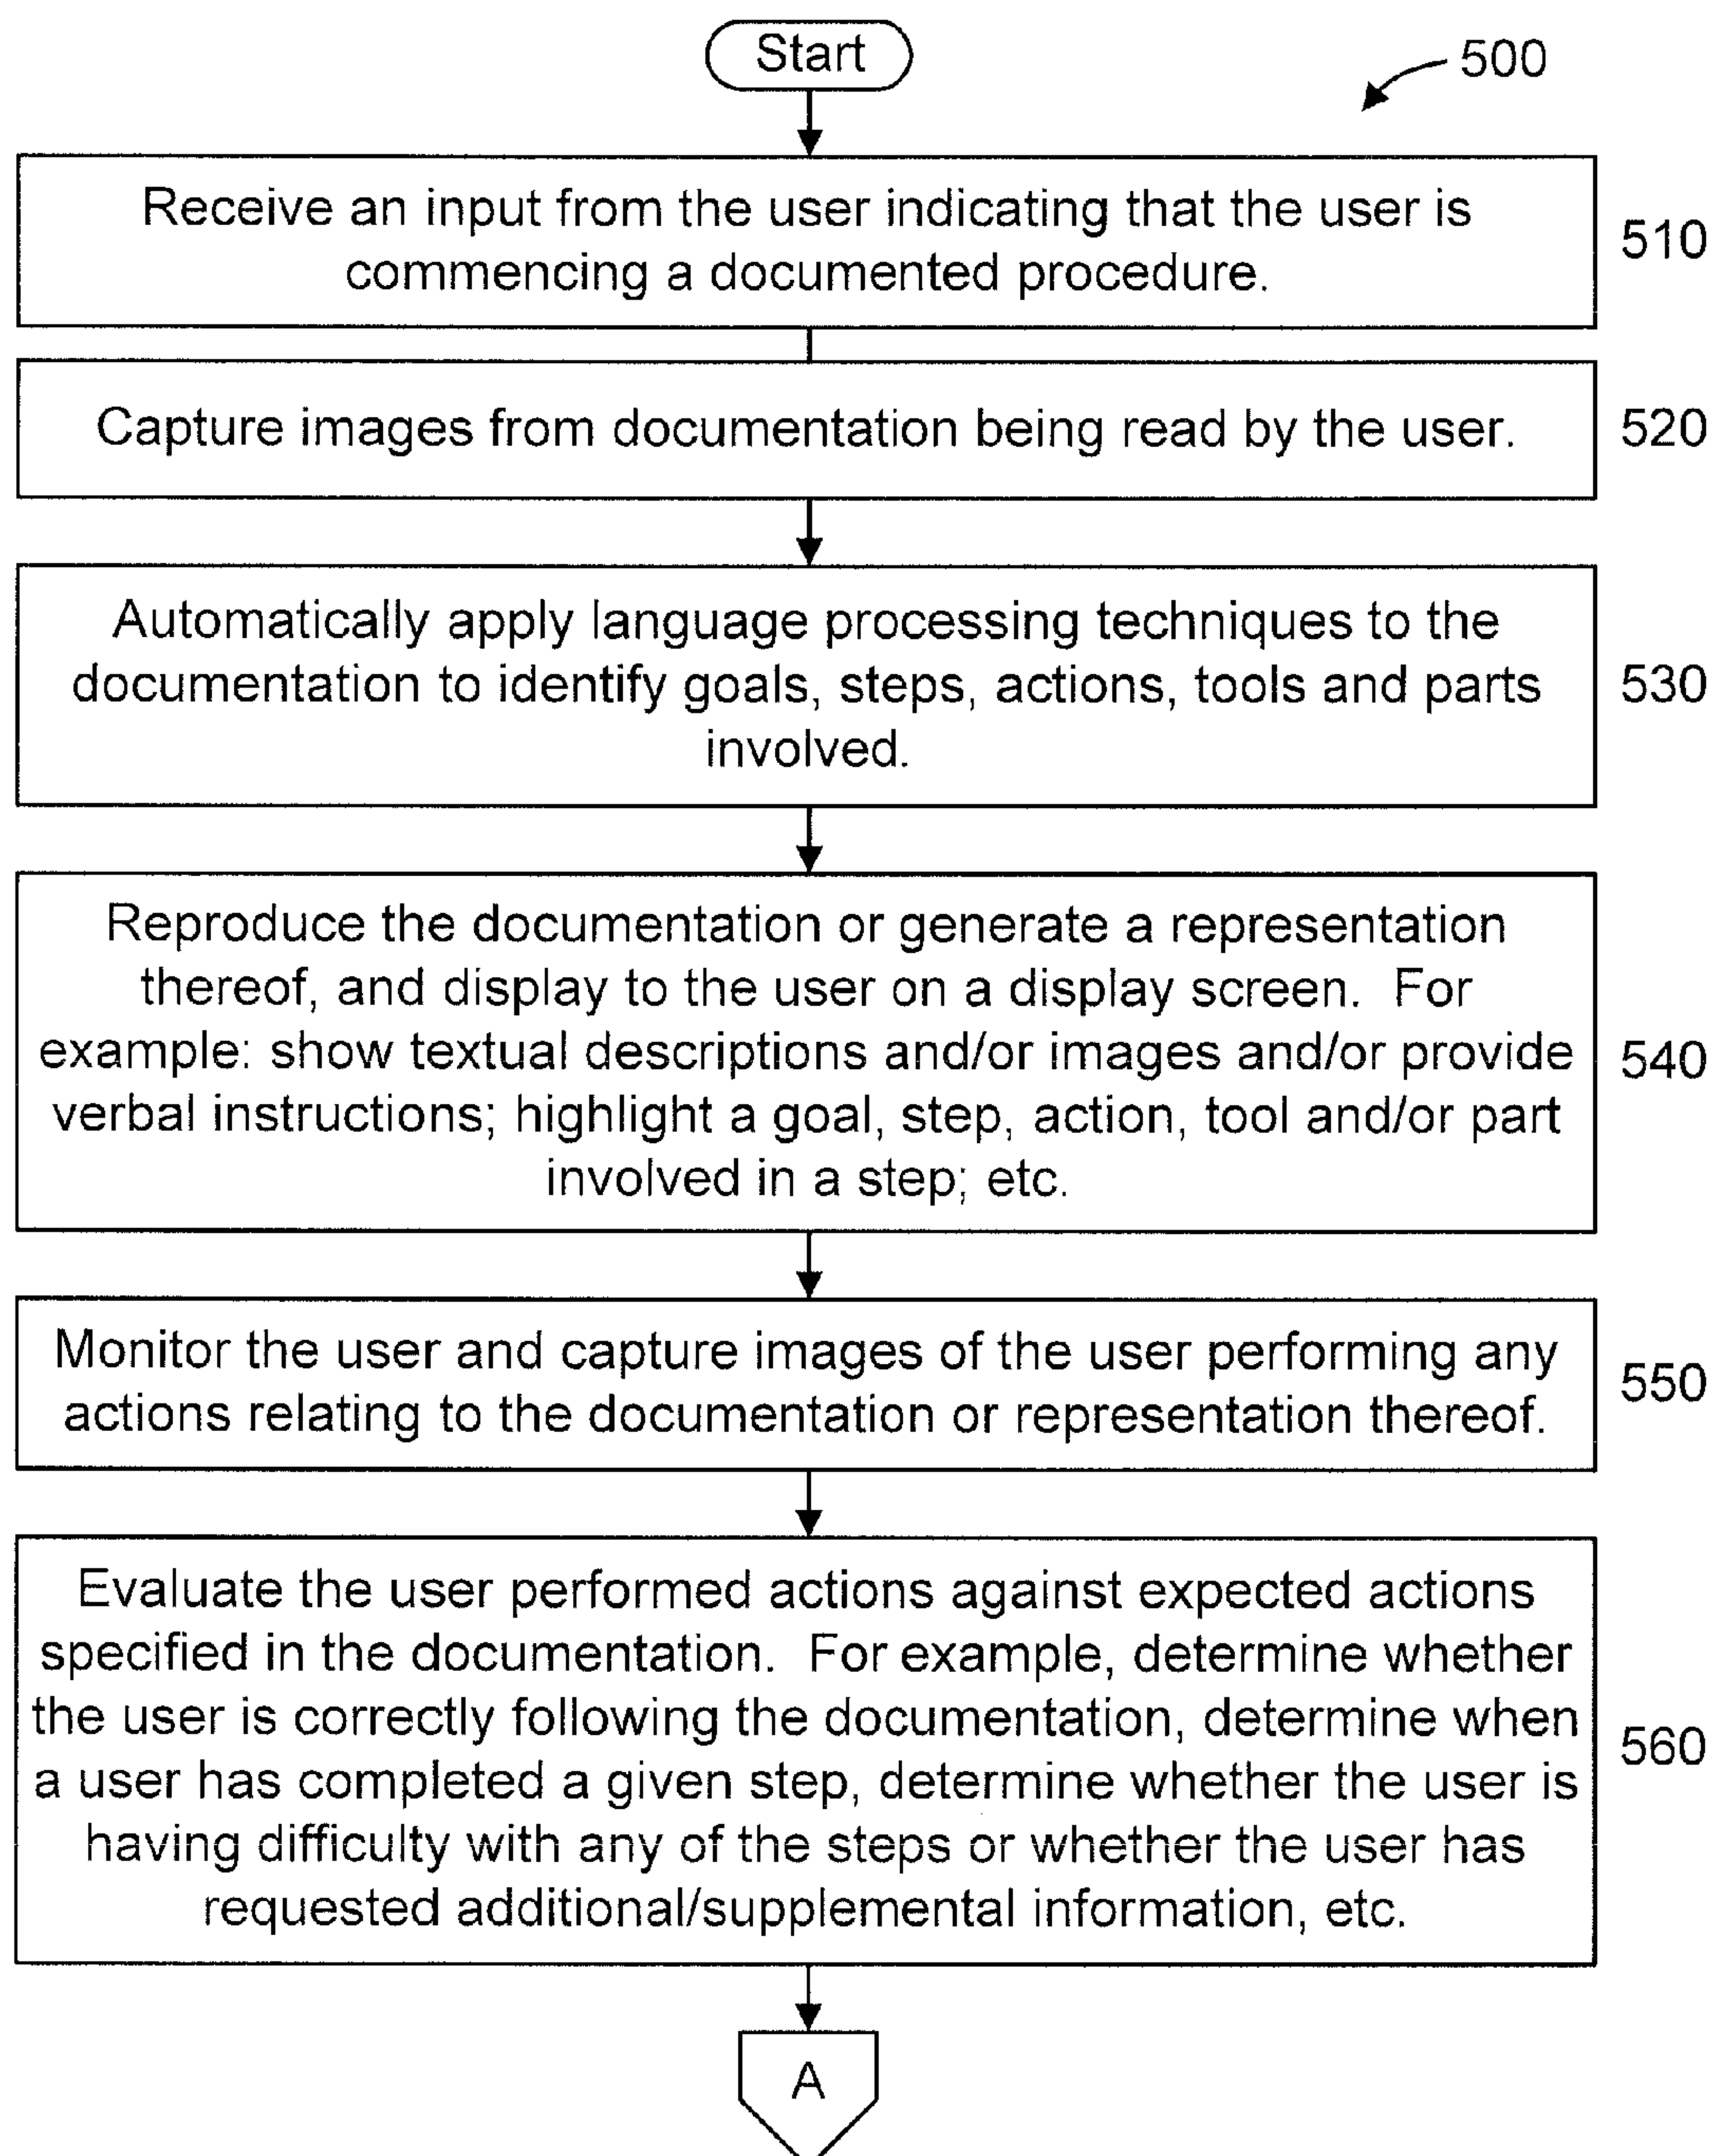 Start
500
Receive an input from the user indicating that the user is
commencing a documented procedure.
510
Capture images from documentation being read by the user.
520
Automatically apply language processing techniques to the
documentation to identify goals, steps, actions, tools and parts
involved.
530
Reproduce the documentation or generate a representation
thereof, and display to the user on a display screen. For
example: show textual descriptions and/or images and/or provide
verbal instructions; highlight a goal, step, action, tool and/or part
involved in a step; etc.
540
Monitor the user and capture images of the user performing any
actions relating to the documentation or representation thereof.
550
Evaluate the user performed actions against expected actions
specified in the documentation. For example, determine whether
the user is correctly following the documentation, determine when
a user has completed a given step, determine whether the user is
having difficulty with any of the steps or whether the user has
requested additional/supplemental information, etc.
560
A